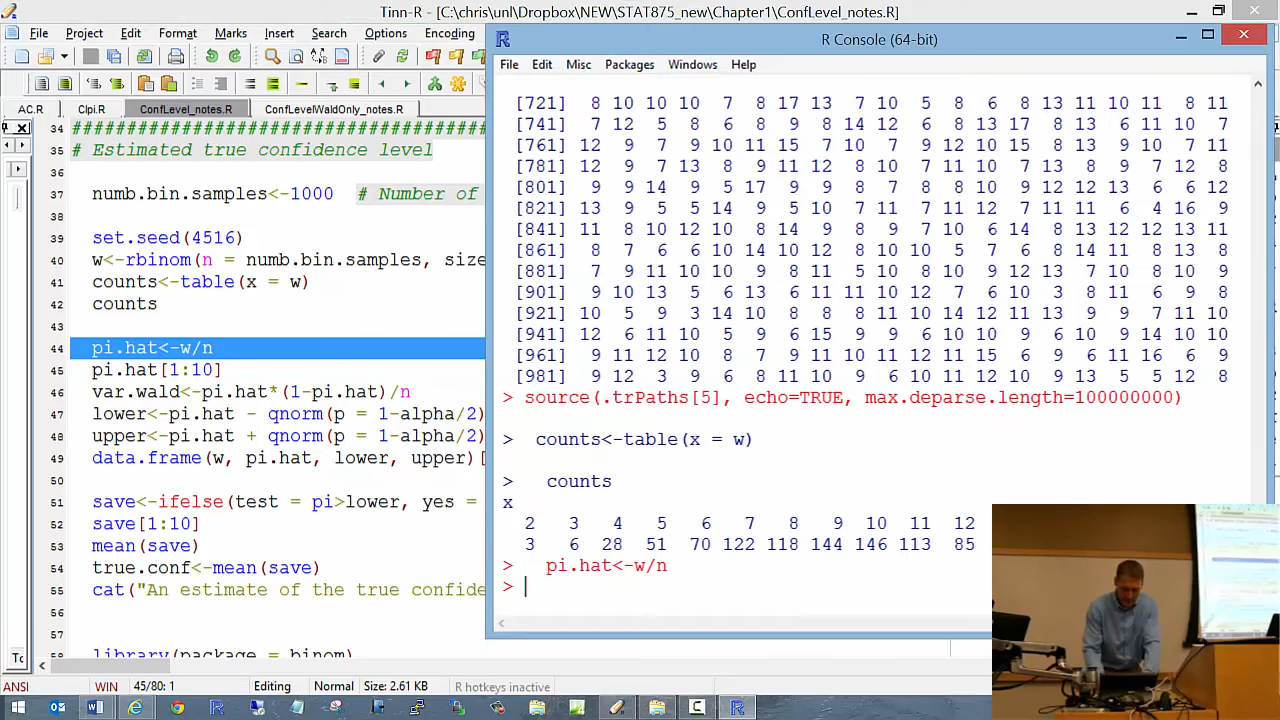 Tinn-R - [C:\chris\unl\Dropbox\NEW\STAT875_new\Chapter1\ConfLevel_notes.R]
File Project Edit Format Marks Insert Search Options Encoding
AC.R CIpi.R ConfLevel_notes.R ConfLevelWaldOnly_notes.R
34 ####################################
35 # Estimated true confidence level
36
37 numb.bin.samples<-1000 # Number of
38
39 set.seed(4516)
40 w<-rbinom(n = numb.bin.samples, size
41 counts<-table(x = w)
42 counts
43
44 pi.hat<-w/n
45 pi.hat[1:10]
46 var.wald<-pi.hat*(1-pi.hat)/n
47 lower<-pi.hat - qnorm(p = 1-alpha/2)
48 upper<-pi.hat + qnorm(p = 1-alpha/2)
49 data.frame(w, pi.hat, lower, upper)[
50
51 save<-ifelse(test = pi>lower, yes =
52 save[1:10]
53 mean(save)
54 true.conf<-mean(save)
55 cat("An estimate of the true confide
56
57
58 library(package = binom)
ANSI WIN 45/80: 1 Editing Normal Size: 2.61 KB R hotkeys inactive
R Console (64-bit)
File Edit Misc Packages Windows Help
[721] 8 10 10 10 7 8 17 13 7 10 5 8 6 8 13 11 10 11 8 11
[741] 7 12 5 8 6 8 9 8 14 12 6 8 13 17 8 13 6 11 10 7
[761] 12 9 7 9 10 11 15 7 10 7 9 12 10 15 8 13 9 10 7 11
[781] 12 9 7 13 8 9 11 12 8 10 7 11 10 7 13 8 9 7 12 8
[801] 9 9 14 9 5 17 9 9 8 7 8 8 10 9 12 12 13 6 6 12
[821] 13 9 5 5 14 9 5 10 7 11 7 11 12 7 11 11 6 4 16 9
[841] 11 8 10 12 10 8 14 9 8 9 7 10 6 14 8 13 12 12 13 11
[861] 8 7 6 6 10 14 10 12 8 10 10 5 7 6 8 14 11 8 13 8
[881] 7 9 11 10 10 9 8 11 5 10 8 10 9 12 13 7 10 8 10 9
[901] 9 10 13 5 6 13 6 11 11 10 12 7 6 10 3 8 11 6 9 8
[921] 10 5 9 3 14 10 8 8 8 11 10 14 12 11 13 9 9 7 11 10
[941] 12 6 11 10 5 9 6 15 9 9 6 10 10 9 6 10 9 14 10 10
[961] 9 11 12 10 8 7 9 11 10 11 12 11 15 6 9 6 11 16 6 9
[981] 9 12 3 9 6 8 11 10 9 6 10 11 12 10 9 13 5 5 12 8
> source(.trPaths[5], echo=TRUE, max.deparse.length=100000000)
> counts<-table(x = w)
> counts
x
2 3 4 5 6 7 8 9 10 11 12
3 6 28 51 70 122 118 144 146 113 85
> pi.hat<-w/n
>